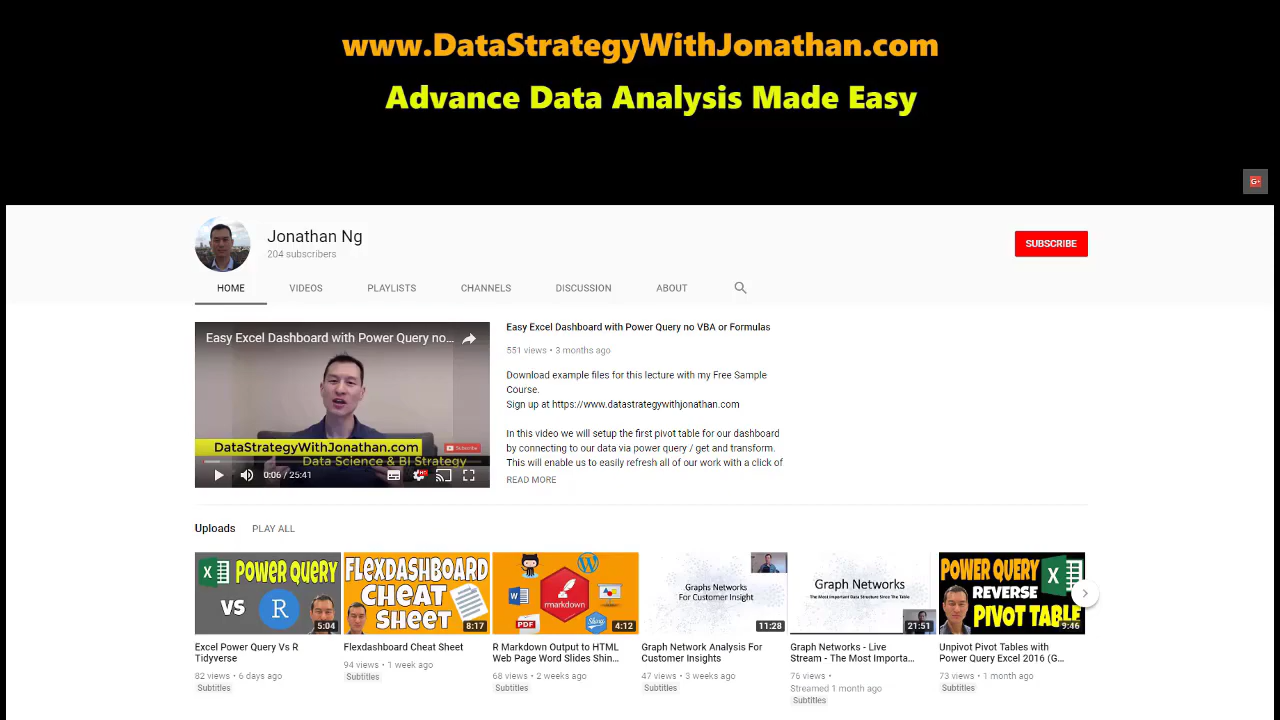 www.DataStrategyWithJonathan.com
Advance Data Analysis Made Easy
G+
Jonathan Ng
204 subscribers
SUBSCRIBE
HOME VIDEOS PLAYLISTS CHANNELS DISCUSSION ABOUT
Easy Excel Dashboard with Power Query no...
DataStrategyWithJonathan.com
Subscribe
Data Science & BI Strategy
0:06 / 25:41
HD
Easy Excel Dashboard with Power Query no VBA or Formulas
551 views • 3 months ago
Download example files for this lecture with my Free Sample
Course.
Sign up at https://www.datastrategywithjonathan.com
In this video we will setup the first pivot table for our dashboard
by connecting to our data via power query / get and transform.
This will enable us to easily refresh all of our work with a click of
READ MORE
Uploads PLAY ALL
X POWER QUERY
VS R
5:04
Excel Power Query Vs R
Tidyverse
82 views • 6 days ago
Subtitles
FLEXDASHBOARD
CHEAT
SHEET
8:17
Flexdashboard Cheat Sheet
94 views • 1 week ago
Subtitles
W
markdown
PDF
Shiny
4:12
R Markdown Output to HTML
Web Page Word Slides Shin...
68 views • 2 weeks ago
Subtitles
Graphs Networks
For Customer Insight
11:28
Graph Network Analysis For
Customer Insights
47 views • 3 weeks ago
Subtitles
Graph Networks
The Most Important Data Structure Since The Table
21:51
Graph Networks - Live
Stream - The Most Importa...
76 views •
Streamed 1 month ago
Subtitles
POWER QUERY X
REVERSE
PIVOT TABLE
9:46
Unpivot Pivot Tables with
Power Query Excel 2016 (G...
73 views • 1 month ago
Subtitles